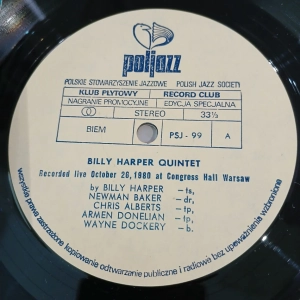 poljazz
POLSKIE STOWARZYSZENIE JAZZOWE POLISH JAZZ SOCIETY
KLUB PŁYTOWY RECORD CLUB
NAGRANIE PROMOCYJNE EDYCJA SPECJALNA
STEREO 33⅓
BIEM PSJ - 99 A
BILLY HARPER QUINTET
Recorded live October 26, 1980 at Congress Hall Warsaw
by BILLY HARPER – ts,
NEWMAN BAKER – dr,
CHRIS ALBERTS – tp,
ARMEN DONELIAN – tp,
WAYNE DOCKERY – b.
wszystkie prawa zastrzeżone kopiowanie odtwarzanie publiczne i radiowe bez upoważnienia wzbronione